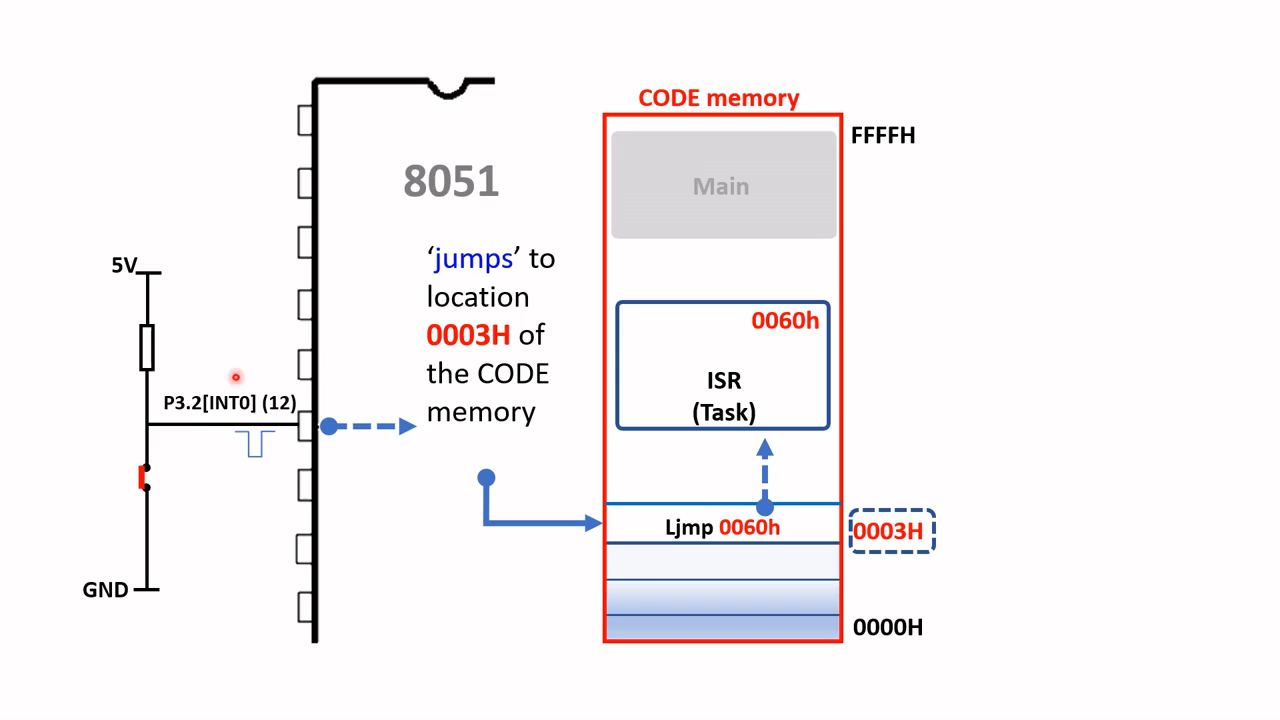 CODE memory
FFFFH
8051
Main
‘jumps’ to
location
0003H of
the CODE
memory
5V
P3.2[INT0] (12)
GND
0060h
ISR
(Task)
Ljmp 0060h
0003H
0000H